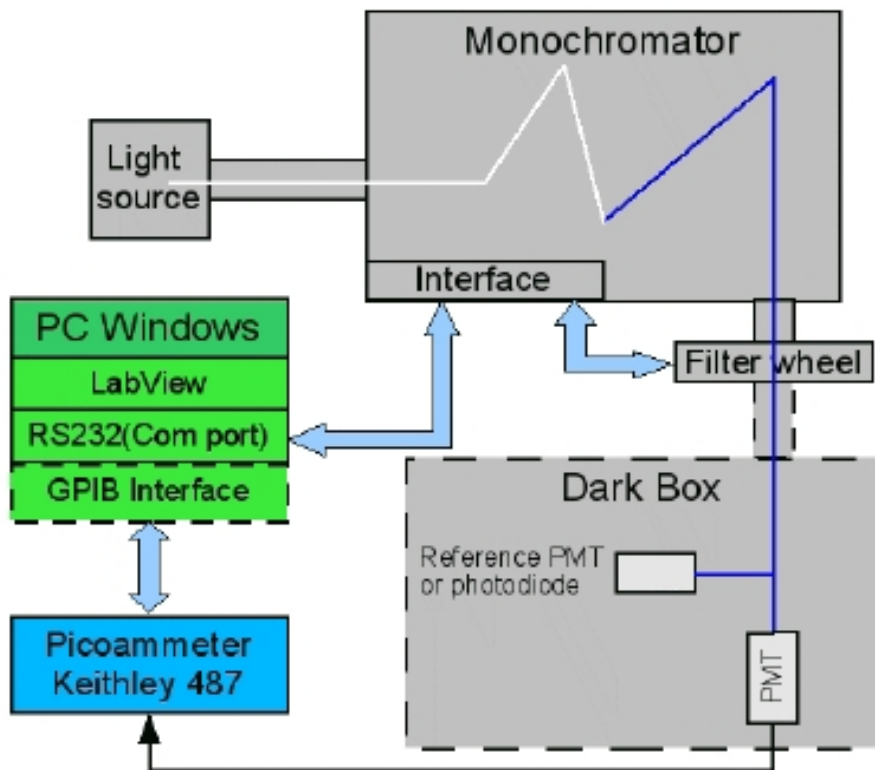 Monochromator
Light
source
Interface
PC Windows
LabView
RS232(Com port)
GPIB Interface
Filter wheel
Dark Box
Reference PMT
or photodiode
Picoammeter
Keithley 487
PMT